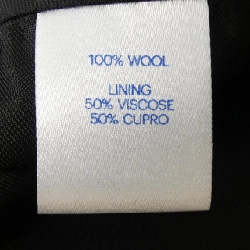 100% WOOL
LINING
50% VISCOSE
50% CUPRO